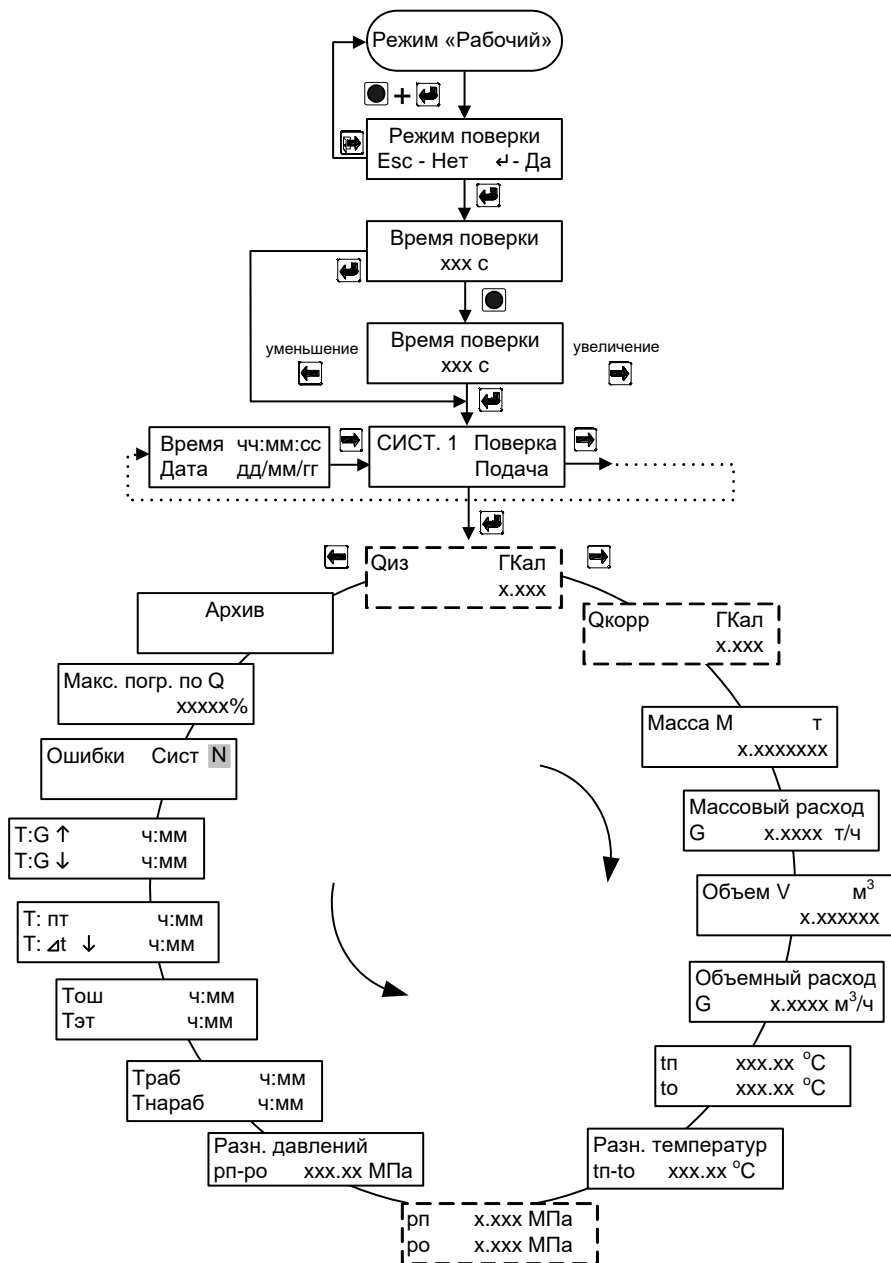 Режим «Рабочий»
+
Режим поверки
Esc - Нет ↵ - Да
Время поверки
xxx с
Время поверки
xxx с
уменьшение
увеличение
Время чч:мм:сс
Дата дд/мм/гг
СИСТ. 1 Поверка
Подача
Qиз ГКал
x.xxx
Qкорр ГКал
x.xxx
Масса M т
x.xxxxxxx
Массовый расход
G x.xxxx т/ч
Объем V м³
x.xxxxxx
Объемный расход
G x.xxxx м³/ч
tп xxx.xx °C
tо xxx.xx °C
Разн. температур
tп-tо xxx.xx °C
рп x.xxx МПа
ро x.xxx МПа
Разн. давлений
рп-ро xxx.xx МПа
Траб ч:мм
Тнараб ч:мм
Тош ч:мм
Тэт ч:мм
Т: пт ч:мм
Т: ⊿t ↓ ч:мм
T:G ↑ ч:мм
T:G ↓ ч:мм
Ошибки Сист N
Макс. погр. по Q
xxxxx%
Архив